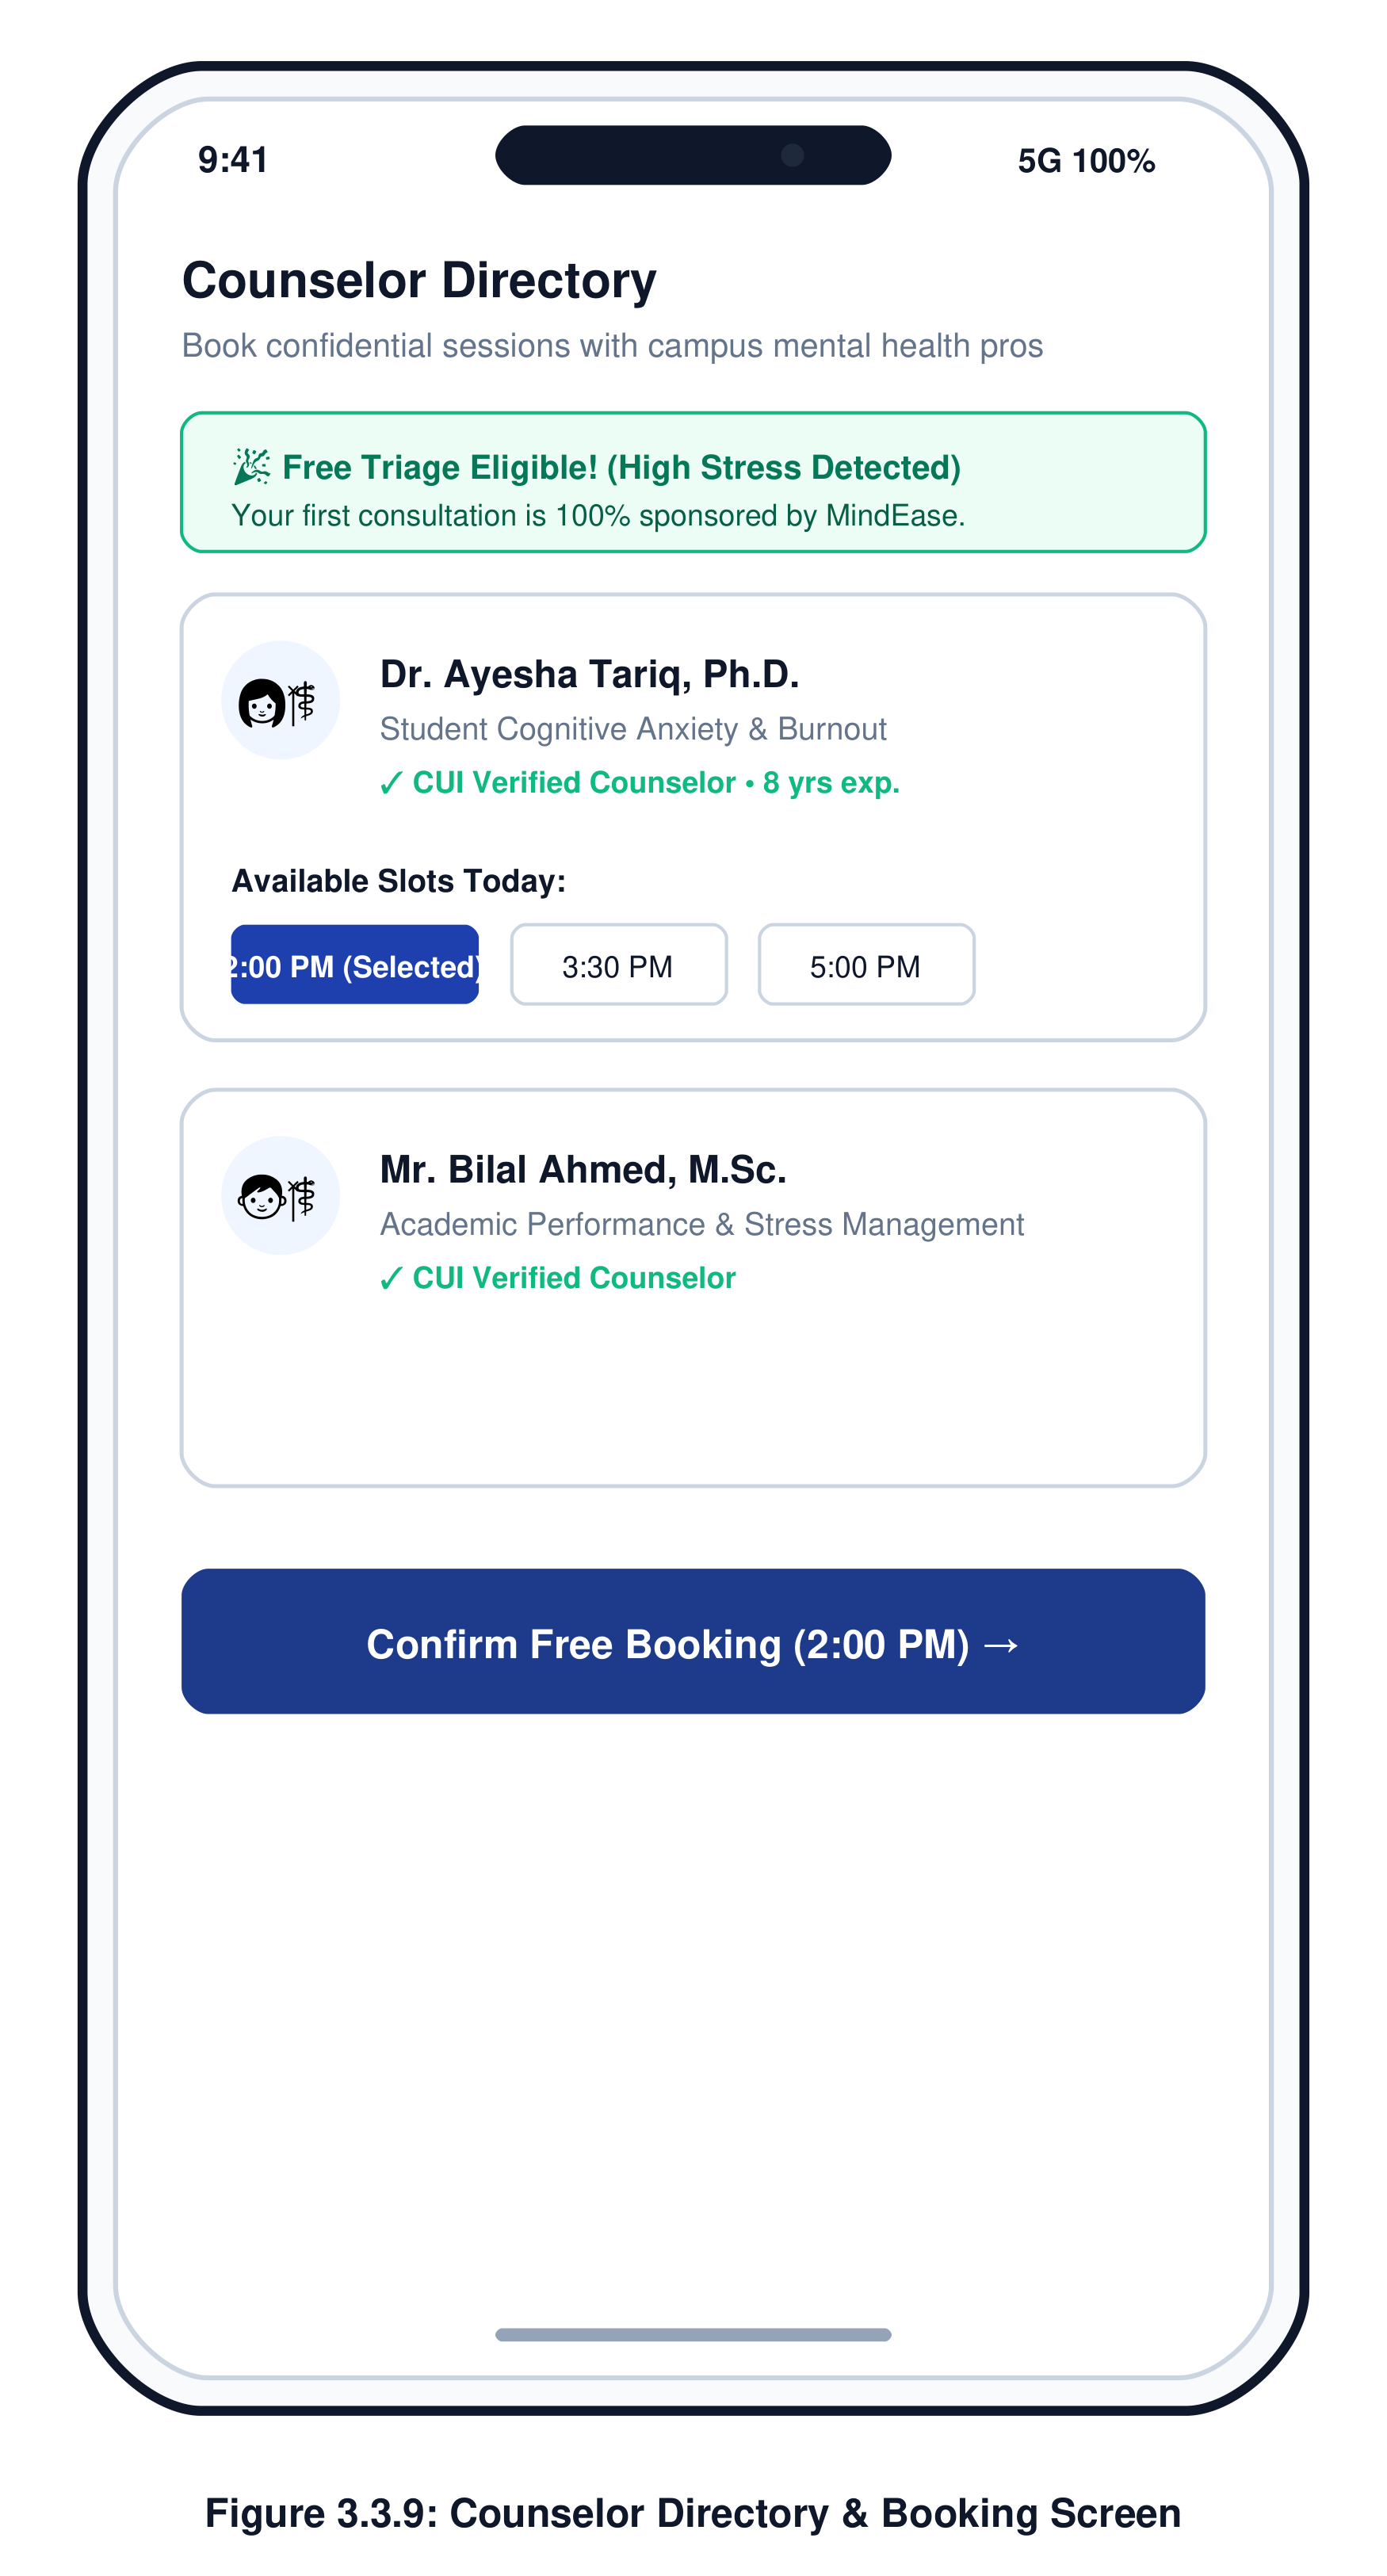 9:41
5G 100%
Counselor Directory
Book confidential sessions with campus mental health pros
🎉 Free Triage Eligible! (High Stress Detected)
Your first consultation is 100% sponsored by MindEase.
Dr. Ayesha Tariq, Ph.D.
Student Cognitive Anxiety & Burnout
✓ CUI Verified Counselor • 8 yrs exp.
Available Slots Today:
2:00 PM (Selected)
3:30 PM
5:00 PM
Mr. Bilal Ahmed, M.Sc.
Academic Performance & Stress Management
✓ CUI Verified Counselor
Confirm Free Booking (2:00 PM) →
Figure 3.3.9: Counselor Directory & Booking Screen